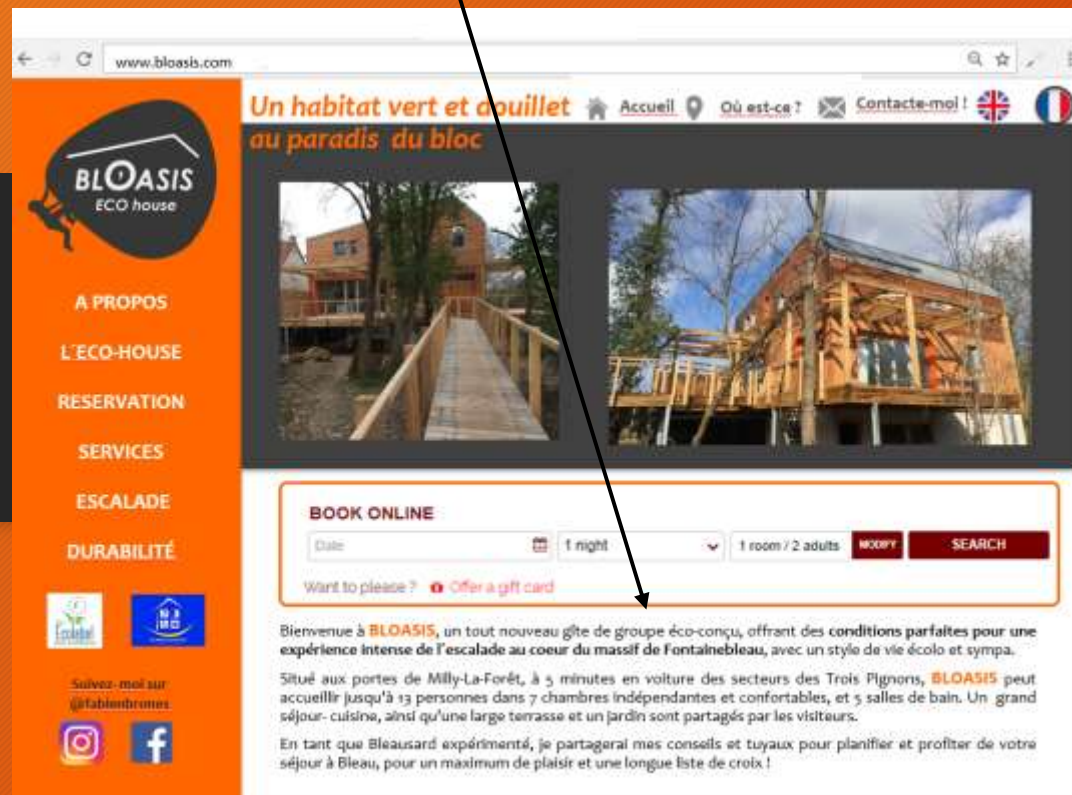 www.bloasis.com
Un habitat vert et douillet
au paradis du bloc
Accueil
Où est-ce ?
Contacte-moi !
BLOASIS
ECO house
A PROPOS
L'ECO-HOUSE
RESERVATION
SERVICES
ESCALADE
DURABILITÉ
Ecolabel
Suivez-moi sur
@fabienbrones
BOOK ONLINE
Date
1 night
1 room / 2 adults
MODIFY
SEARCH
Want to please ? Offer a gift card
Bienvenue à BLOASIS, un tout nouveau gîte de groupe éco-conçu, offrant des conditions parfaites pour une
expérience intense de l'escalade au coeur du massif de Fontainebleau, avec un style de vie écolo et sympa.
Situé aux portes de Milly-La-Forêt, à 5 minutes en voiture des secteurs des Trois Pignons, BLOASIS peut
accueillir jusqu'à 13 personnes dans 7 chambres indépendantes et confortables, et 5 salles de bain. Un grand
séjour- cuisine, ainsi qu'une large terrasse et un jardin sont partagés par les visiteurs.
En tant que Bleausard expérimenté, je partagerai mes conseils et tuyaux pour planifier et profiter de votre
séjour à Bleau, pour un maximum de plaisir et une longue liste de croix !